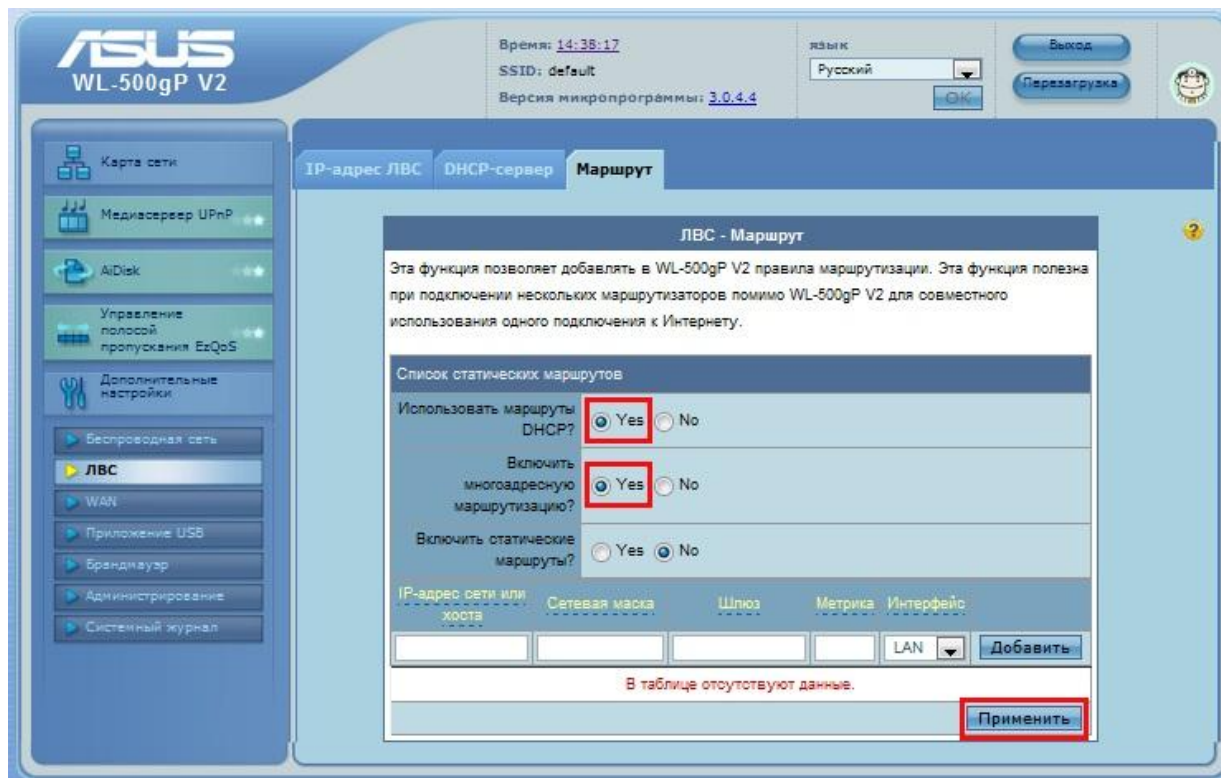 ASUS
WL-500gP V2
Время: 14:38:17
SSID: default
Версия микропрограммы: 3.0.4.4
язык
Русский
OK
Выход
Перезагрузка
Карта сети
Медиасервер UPnP
AiDisk
Управление
полосой
пропускания EzQoS
Дополнительные
настройки
Беспроводная сеть
ЛВС
WAN
Приложение USB
Брандмауэр
Администрирование
Системный журнал
IP-адрес ЛВС
DHCP-сервер
Маршрут
ЛВС - Маршрут
Эта функция позволяет добавлять в WL-500gP V2 правила маршрутизации. Эта функция полезна
при подключении нескольких маршрутизаторов помимо WL-500gP V2 для совместного
использования одного подключения к Интернету.
Список статических маршрутов
Использовать маршруты
DHCP?
Yes No
Включить
многоадресную
маршрутизацию?
Yes No
Включить статические
маршруты?
Yes No
IP-адрес сети или
хоста
Сетевая маска
Шлюз
Метрика
Интерфейс
LAN
Добавить
В таблице отсутствуют данные.
Применить